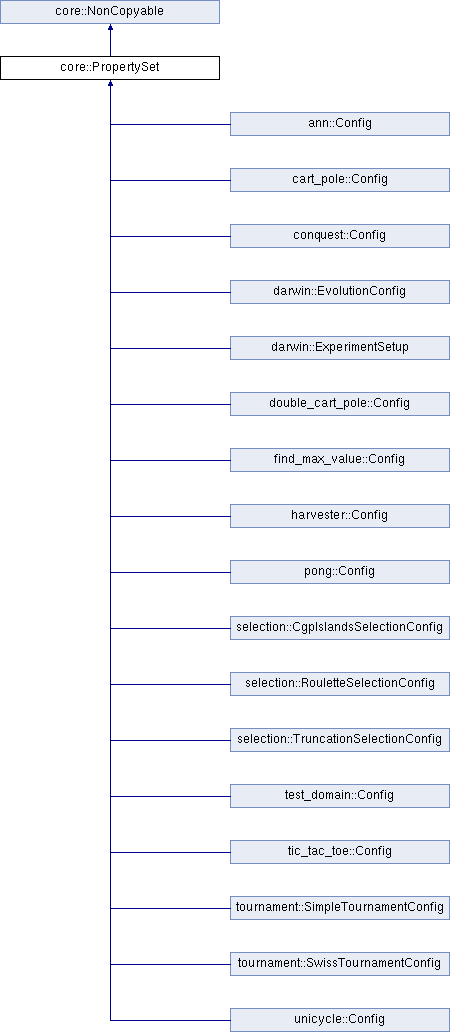 core::NonCopyable
core::PropertySet
ann::Config
cart_pole::Config
conquest::Config
darwin::EvolutionConfig
darwin::ExperimentSetup
double_cart_pole::Config
find_max_value::Config
harvester::Config
pong::Config
selection::CgpIslandsSelectionConfig
selection::RouletteSelectionConfig
selection::TruncationSelectionConfig
test_domain::Config
tic_tac_toe::Config
tournament::SimpleTournamentConfig
tournament::SwissTournamentConfig
unicycle::Config